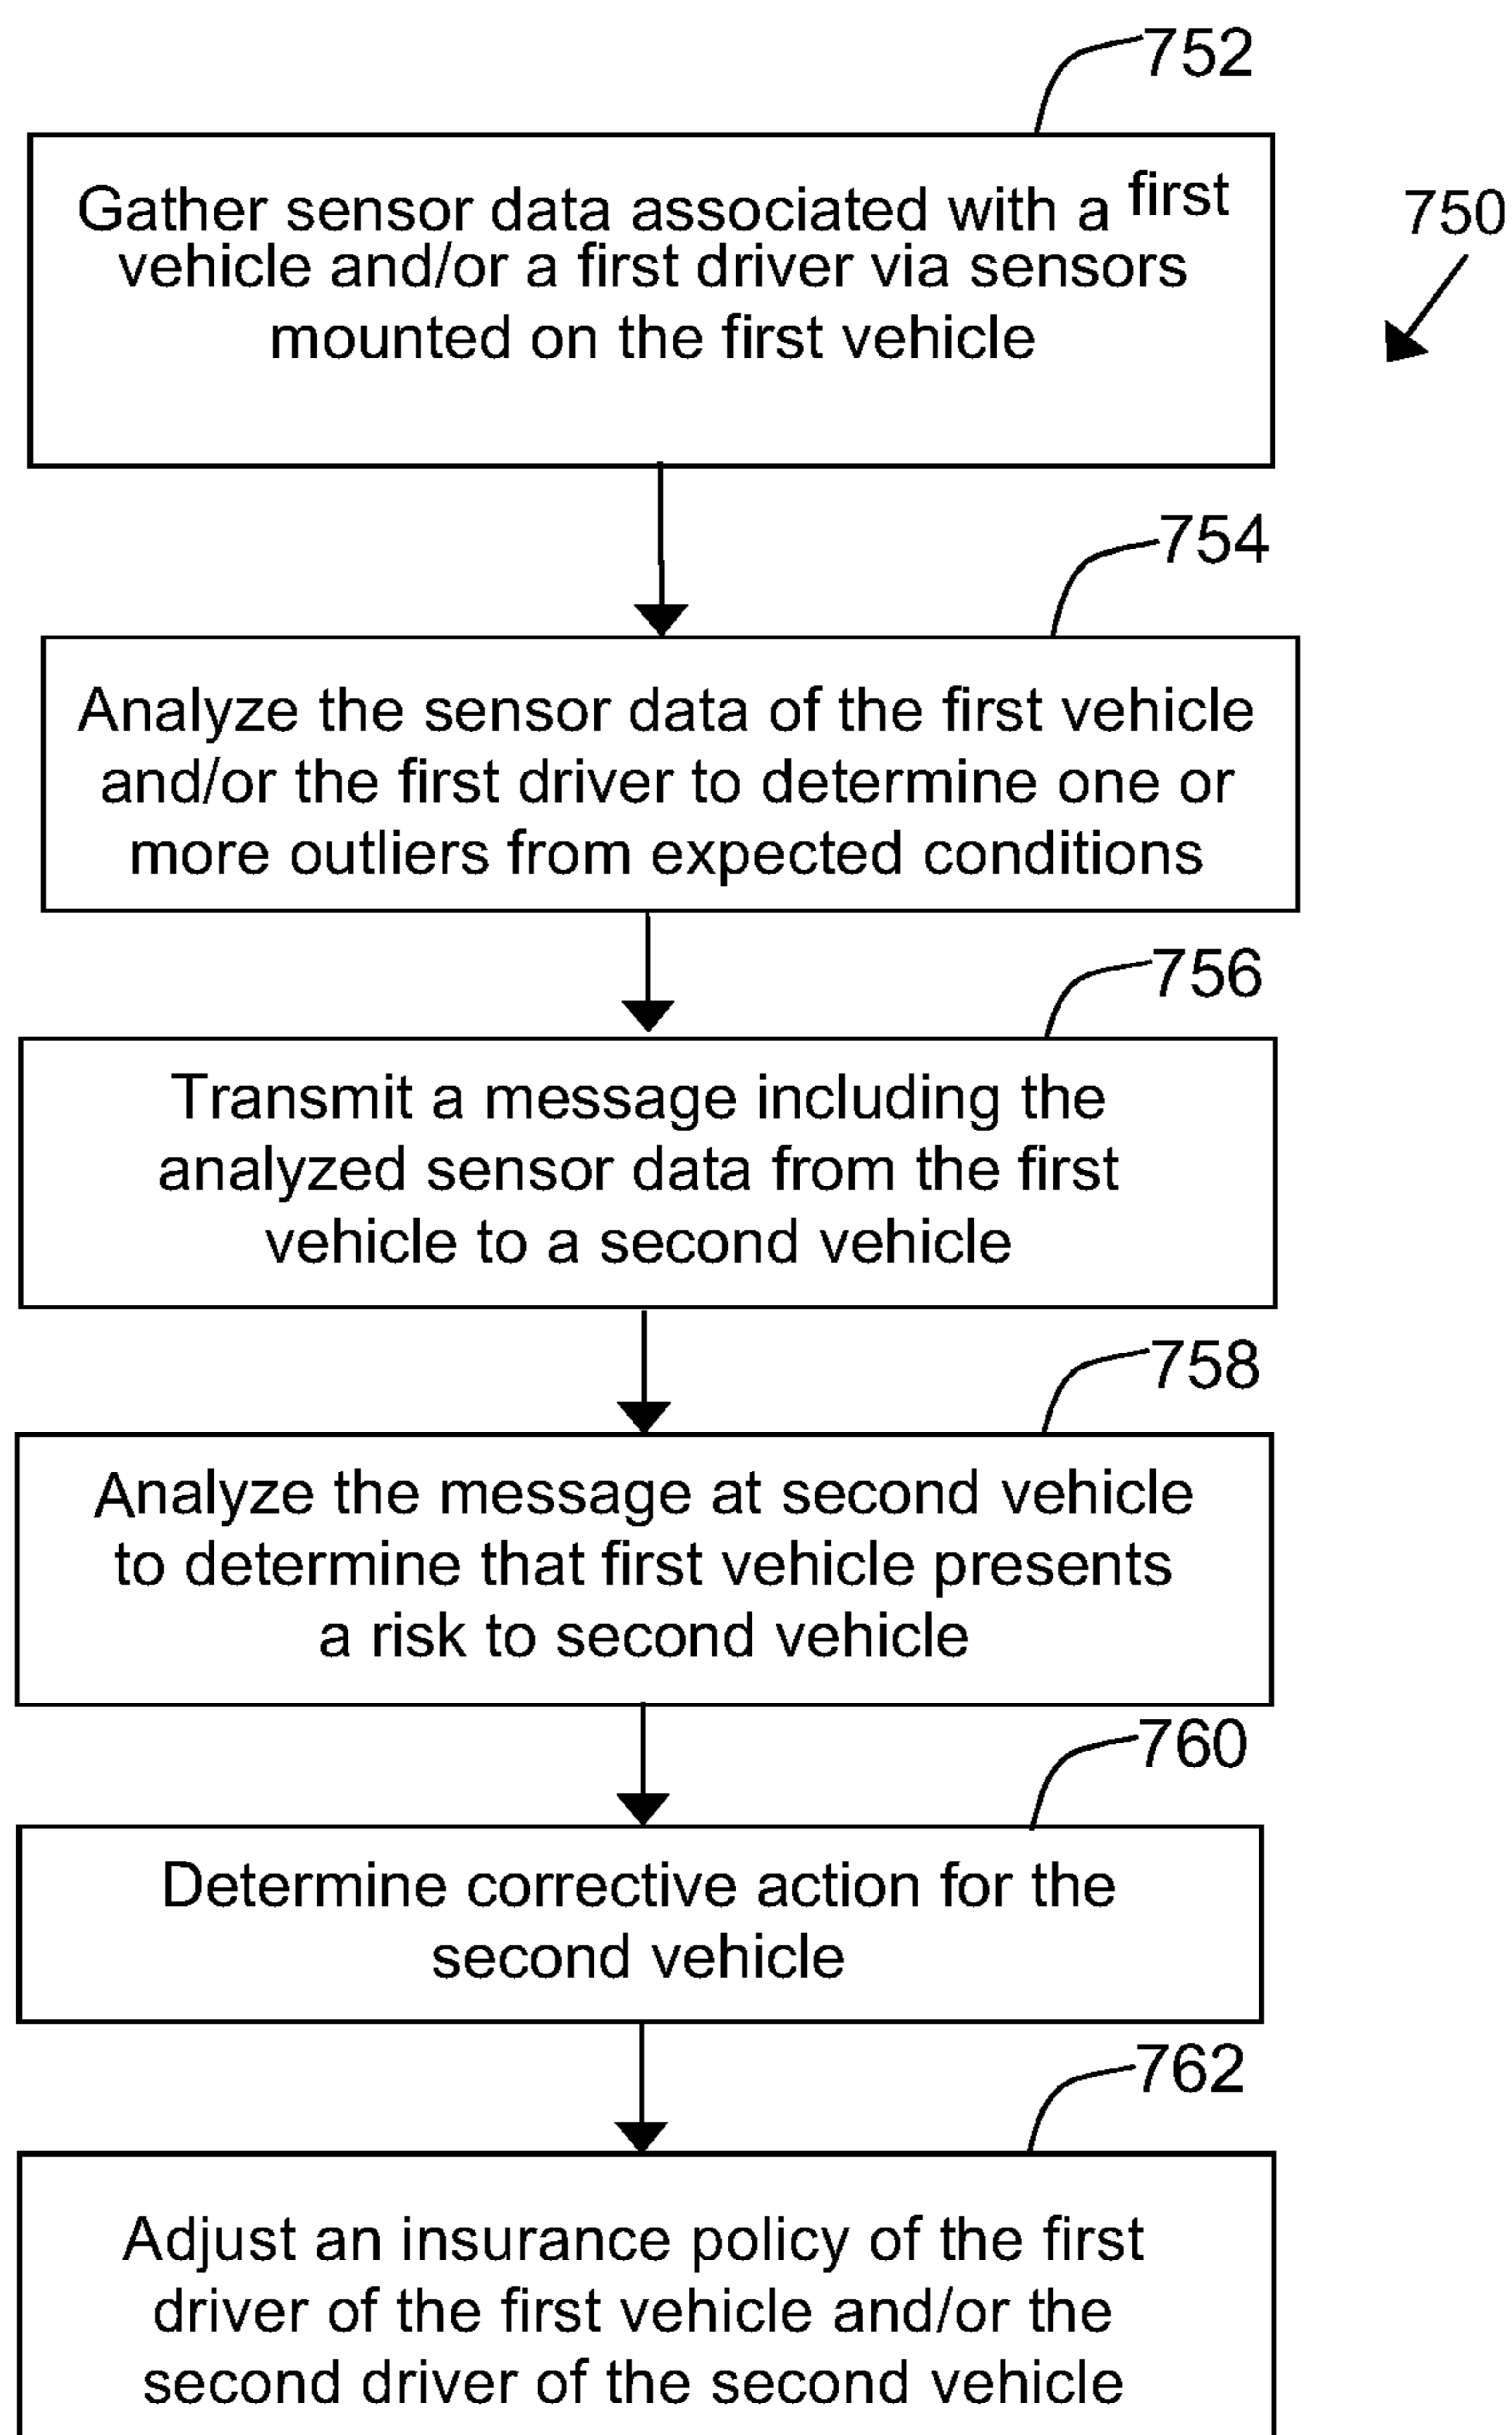 752
Gather sensor data associated with a first
vehicle and/or a first driver via sensors
mounted on the first vehicle
750
754
Analyze the sensor data of the first vehicle
and/or the first driver to determine one or
more outliers from expected conditions
756
Transmit a message including the
analyzed sensor data from the first
vehicle to a second vehicle
758
Analyze the message at second vehicle
to determine that first vehicle presents
a risk to second vehicle
760
Determine corrective action for the
second vehicle
762
Adjust an insurance policy of the first
driver of the first vehicle and/or the
second driver of the second vehicle